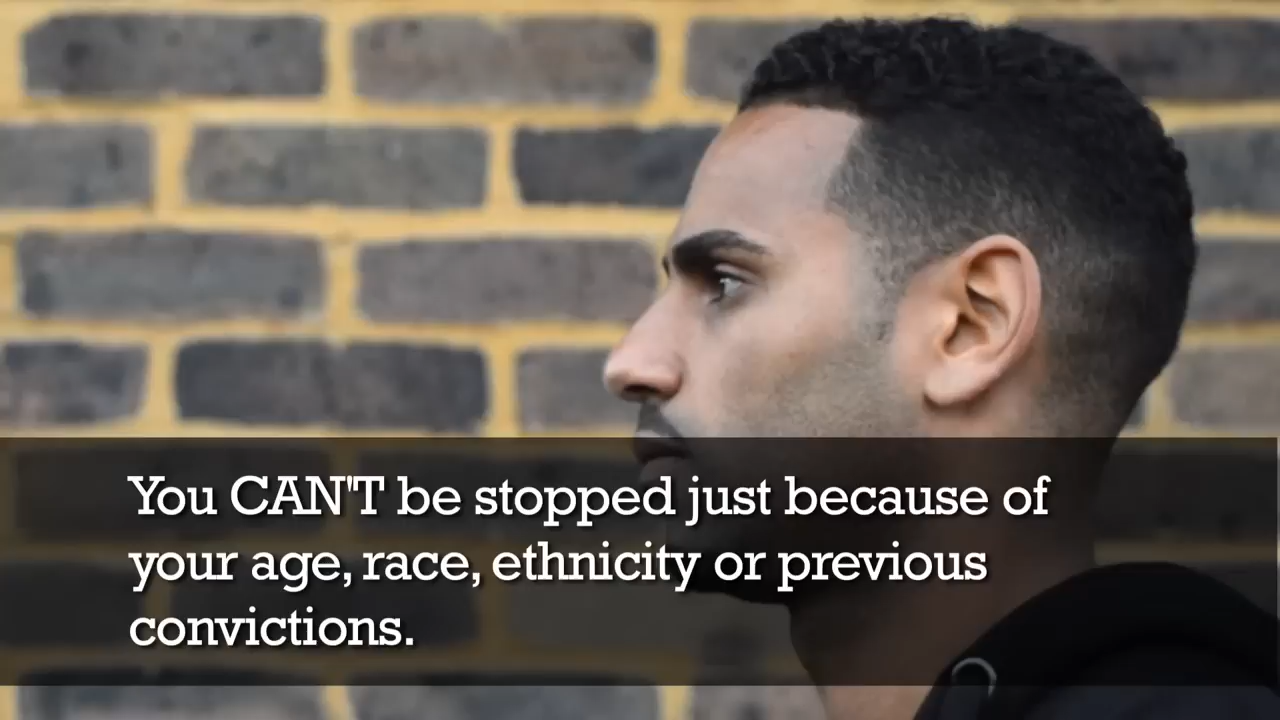 You CAN'T be stopped just because of
your age, race, ethnicity or previous
convictions.